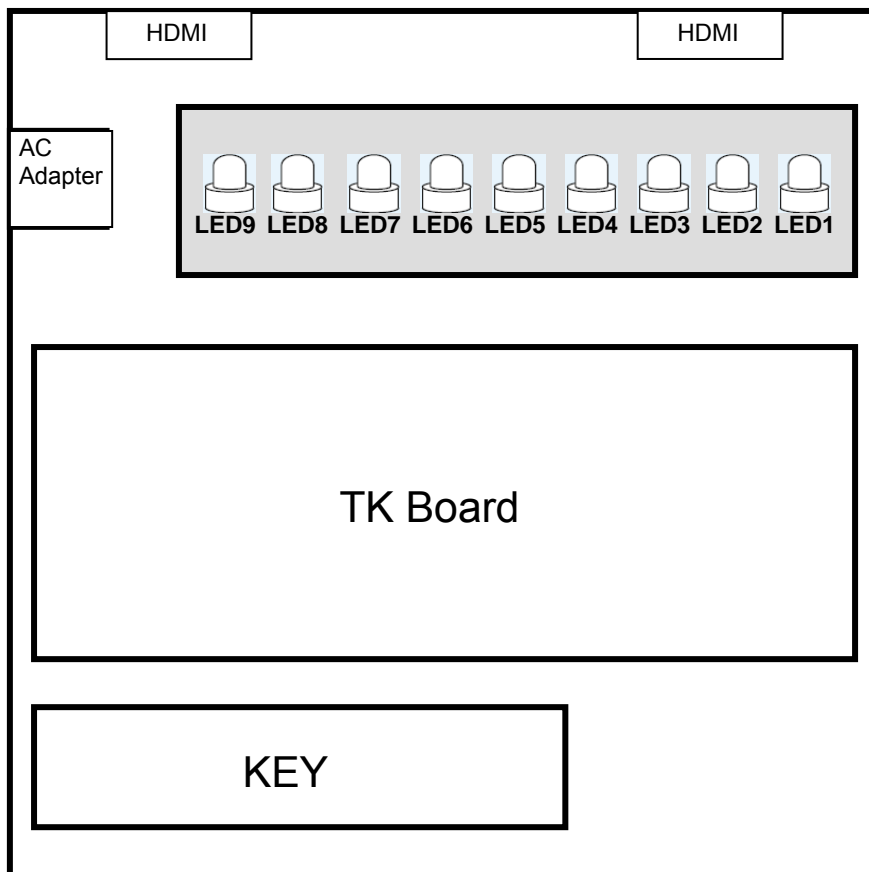 HDMI HDMI
AC
Adapter
LED9 LED8 LED7 LED6 LED5 LED4 LED3 LED2 LED1
TK Board
KEY